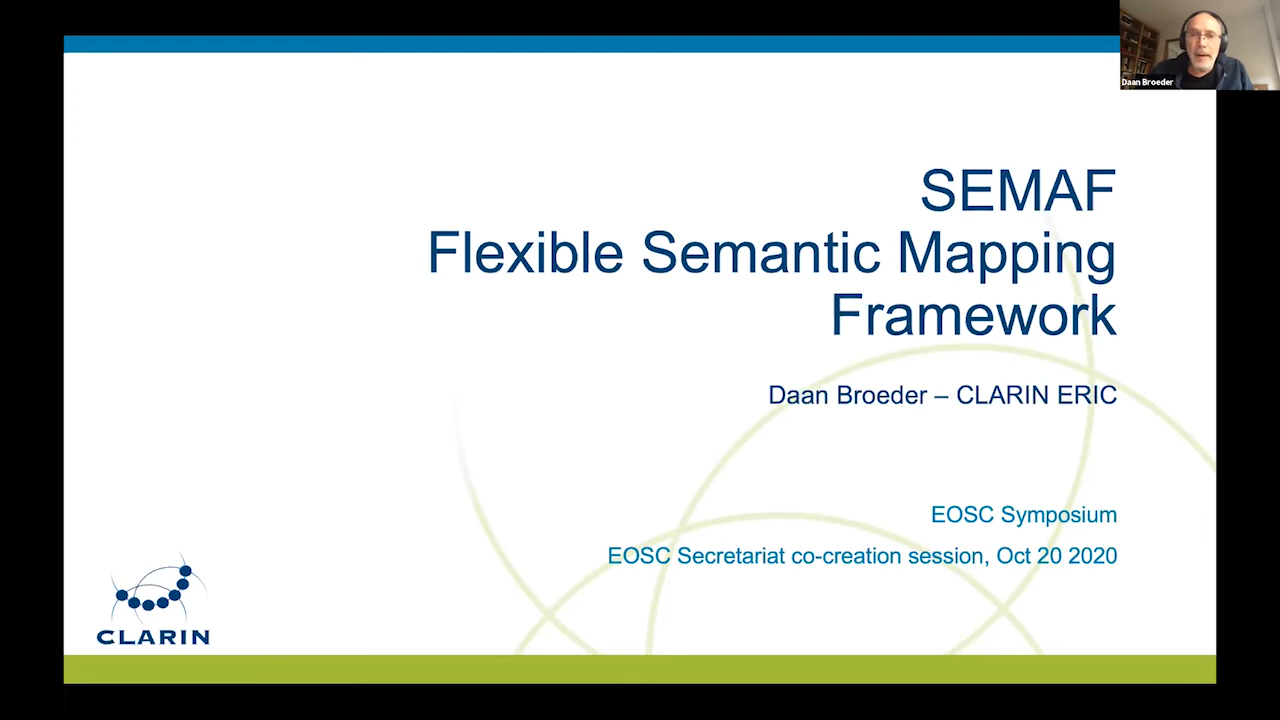 Daan Broeder
SEMAF
Flexible Semantic Mapping
Framework
Daan Broeder – CLARIN ERIC
EOSC Symposium
EOSC Secretariat co-creation session, Oct 20 2020
CLARIN